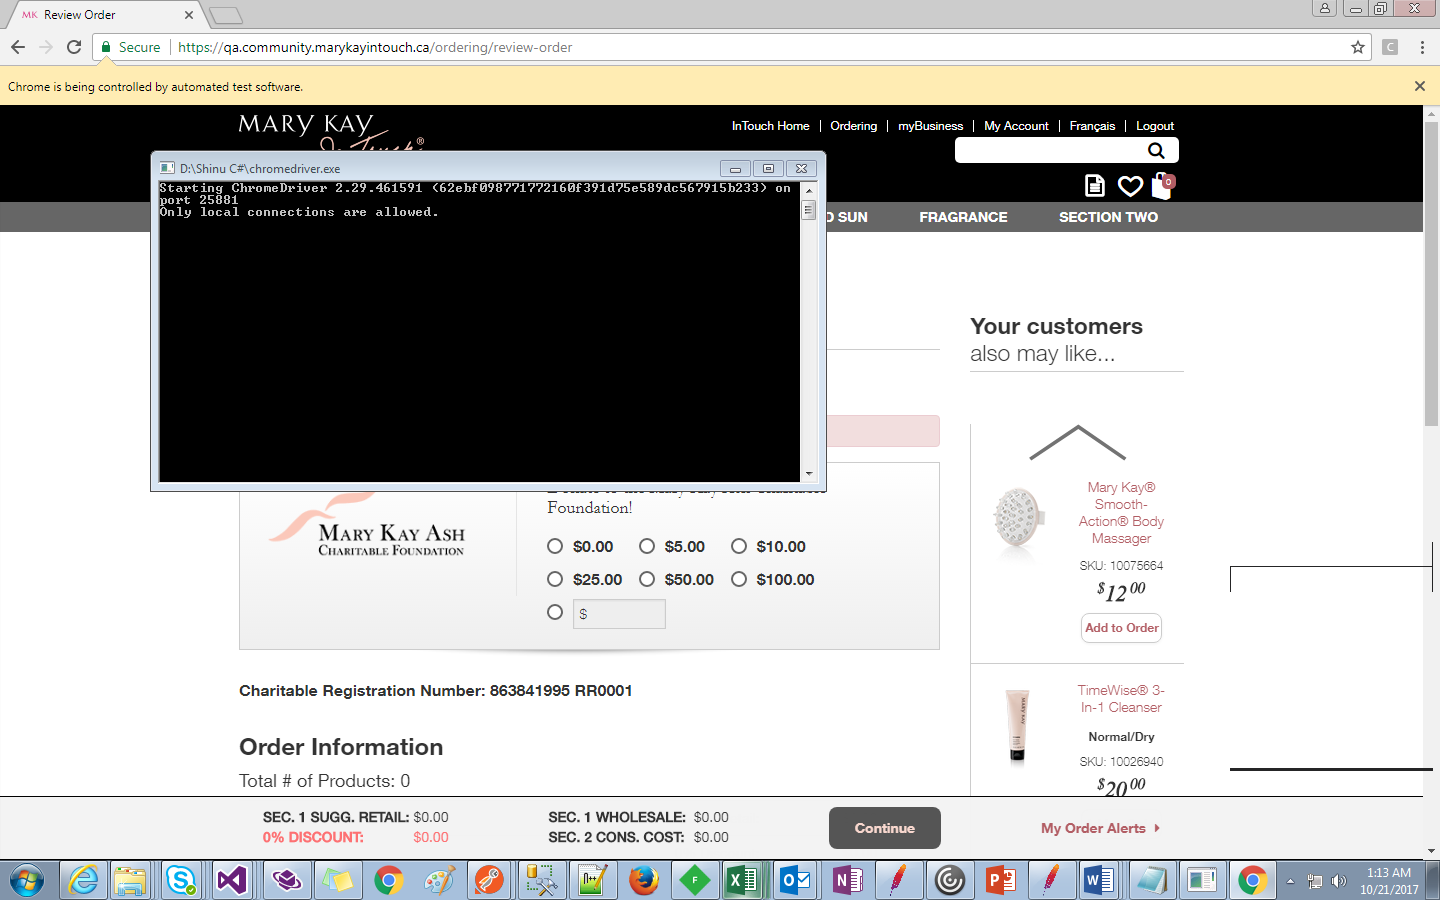 MK Review Order
Secure https://qa.community.marykayintouch.ca/ordering/review-order
C
Chrome is being controlled by automated test software.
MARY KAY
InTouch Home | Ordering | myBusiness | My Account | Français | Logout
0
D SUN FRAGRANCE SECTION TWO
D:\Shinu C#\chromedriver.exe
Starting ChromeDriver 2.29.461591 (62ebf098771772160f391d75e589dc567915b233) on
port 25881
Only local connections are allowed.
Your customers
also may like...
Foundation!
MARY KAY ASH
CHARITABLE FOUNDATION
$0.00 $5.00 $10.00
$25.00 $50.00 $100.00
$
Mary Kay®
Smooth-
Action® Body
Massager
SKU: 10075664
$12 00
Add to Order
TimeWise® 3-
In-1 Cleanser
Normal/Dry
SKU: 10026940
$20 00
Charitable Registration Number: 863841995 RR0001
Order Information
Total # of Products: 0
SEC. 1 SUGG. RETAIL: $0.00 SEC. 1 WHOLESALE: $0.00
0% DISCOUNT: $0.00 SEC. 2 CONS. COST: $0.00
Continue
My Order Alerts
1:13 AM
10/21/2017